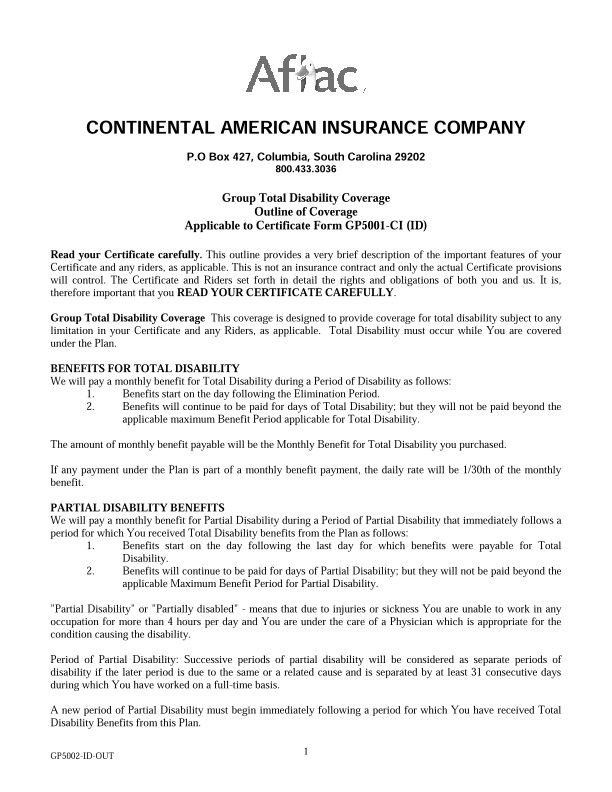 Aflac
CONTINENTAL AMERICAN INSURANCE COMPANY
P.O Box 427, Columbia, South Carolina 29202
800.433.3036
Group Total Disability Coverage
Outline of Coverage
Applicable to Certificate Form GP5001-CI (ID)
Read your Certificate carefully. This outline provides a very brief description of the important features of your
Certificate and any riders, as applicable. This is not an insurance contract and only the actual Certificate provisions
will control. The Certificate and Riders set forth in detail the rights and obligations of both you and us. It is,
therefore important that you READ YOUR CERTIFICATE CAREFULLY.
Group Total Disability Coverage This coverage is designed to provide coverage for total disability subject to any
limitation in your Certificate and any Riders, as applicable. Total Disability must occur while You are covered
under the Plan.
BENEFITS FOR TOTAL DISABILITY
We will pay a monthly benefit for Total Disability during a Period of Disability as follows:
1. Benefits start on the day following the Elimination Period.
2. Benefits will continue to be paid for days of Total Disability; but they will not be paid beyond the
applicable maximum Benefit Period applicable for Total Disability.
The amount of monthly benefit payable will be the Monthly Benefit for Total Disability you purchased.
If any payment under the Plan is part of a monthly benefit payment, the daily rate will be 1/30th of the monthly
benefit.
PARTIAL DISABILITY BENEFITS
We will pay a monthly benefit for Partial Disability during a Period of Partial Disability that immediately follows a
period for which You received Total Disability benefits from the Plan as follows:
1. Benefits start on the day following the last day for which benefits were payable for Total
Disability.
2. Benefits will continue to be paid for days of Partial Disability; but they will not be paid beyond the
applicable Maximum Benefit Period for Partial Disability.
"Partial Disability" or "Partially disabled" - means that due to injuries or sickness You are unable to work in any
occupation for more than 4 hours per day and You are under the care of a Physician which is appropriate for the
condition causing the disability.
Period of Partial Disability: Successive periods of partial disability will be considered as separate periods of
disability if the later period is due to the same or a related cause and is separated by at least 31 consecutive days
during which You have worked on a full-time basis.
A new period of Partial Disability must begin immediately following a period for which You have received Total
Disability Benefits from this Plan.
GP5002-ID-OUT
1